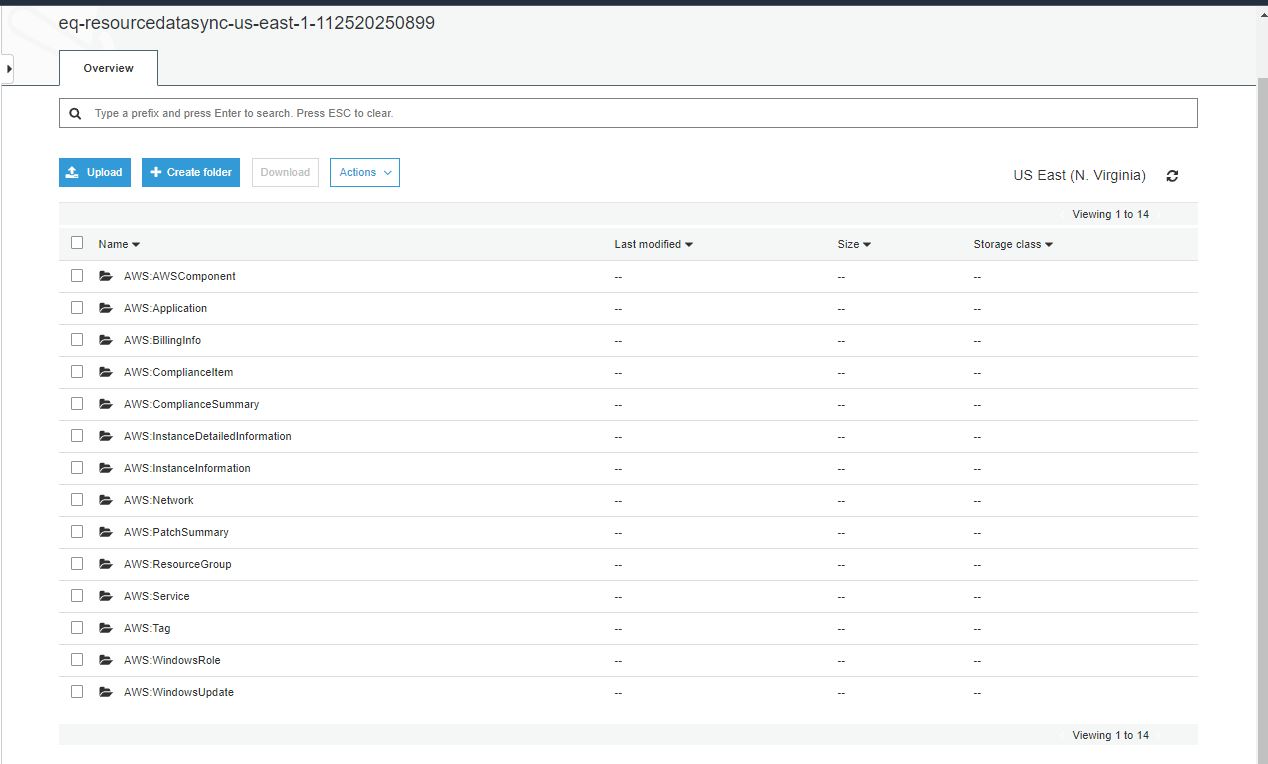 eq-resourcedatasync-us-east-1-112520250899
Overview
Type a prefix and press Enter to search. Press ESC to clear.
Upload Create folder Download Actions US East (N. Virginia)
Viewing 1 to 14
Name Last modified Size Storage class
AWS:AWSComponent -- -- --
AWS:Application -- -- --
AWS:BillingInfo -- -- --
AWS:ComplianceItem -- -- --
AWS:ComplianceSummary -- -- --
AWS:InstanceDetailedInformation -- -- --
AWS:InstanceInformation -- -- --
AWS:Network -- -- --
AWS:PatchSummary -- -- --
AWS:ResourceGroup -- -- --
AWS:Service -- -- --
AWS:Tag -- -- --
AWS:WindowsRole -- -- --
AWS:WindowsUpdate -- -- --
Viewing 1 to 14